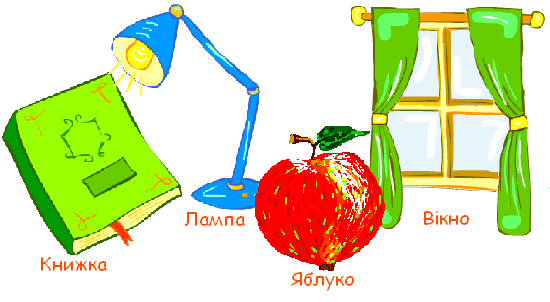 Книжка
Лампа
Яблуко
Вікно